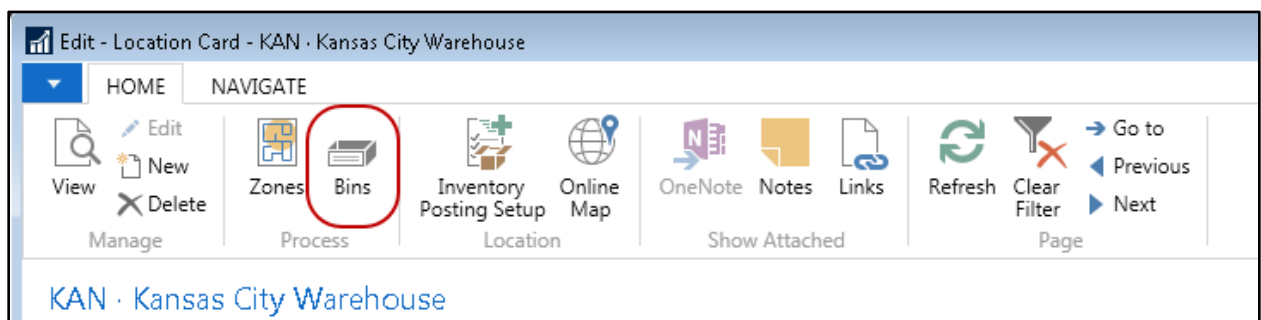 Edit - Location Card - KAN · Kansas City Warehouse
HOME NAVIGATE
View
Edit
New
Delete
Manage
Zones
Bins
Process
Inventory
Posting Setup
Online
Map
Location
OneNote
Notes
Links
Show Attached
Refresh
Clear
Filter
Go to
Previous
Next
Page
KAN · Kansas City Warehouse